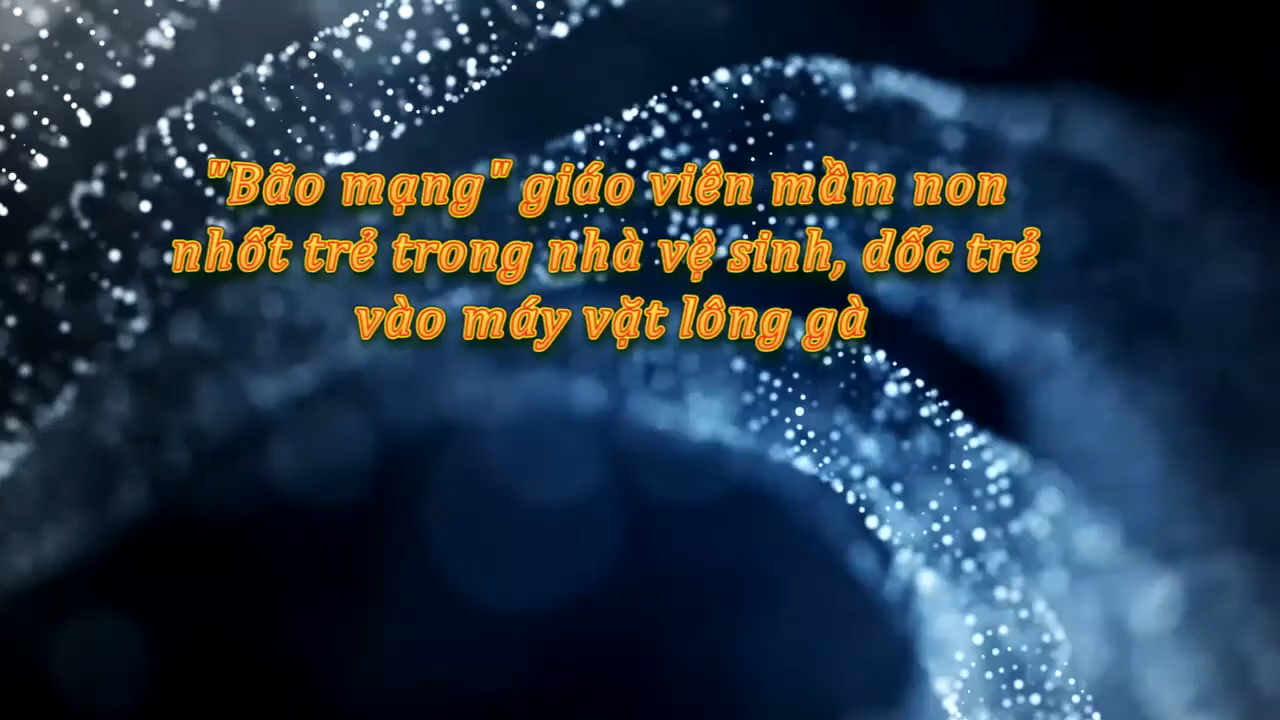 "Bão mạng" giáo viên mầm non
nhốt trẻ trong nhà vệ sinh, dốc trẻ
vào máy vặt lông gà